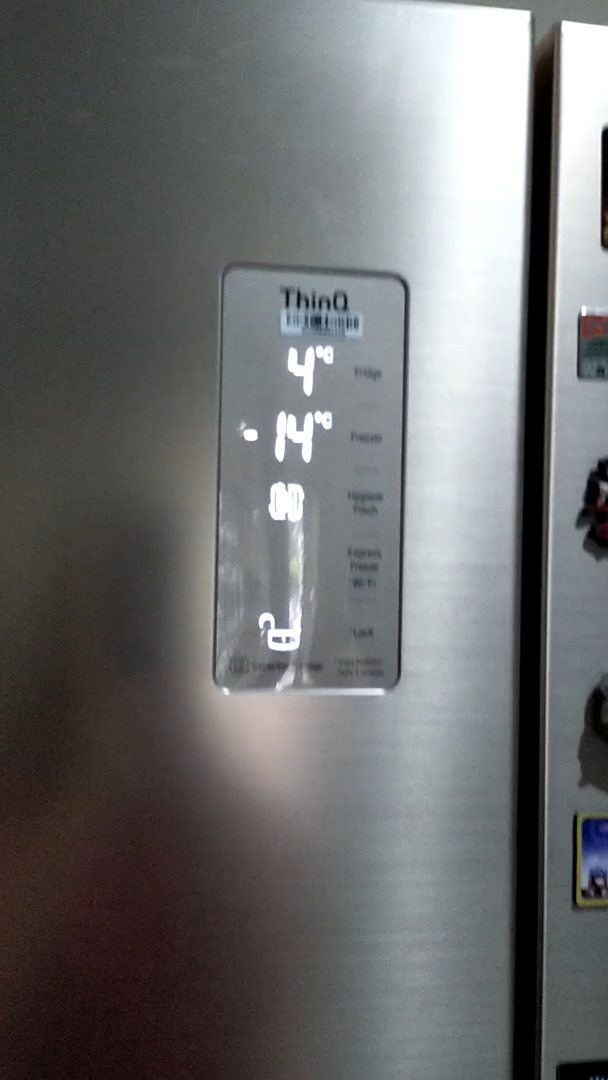 ThinQ
4°C Fridge
-14°C Freezer
Hygiene
Fresh
Express
Freeze
Wi-Fi
*Lock